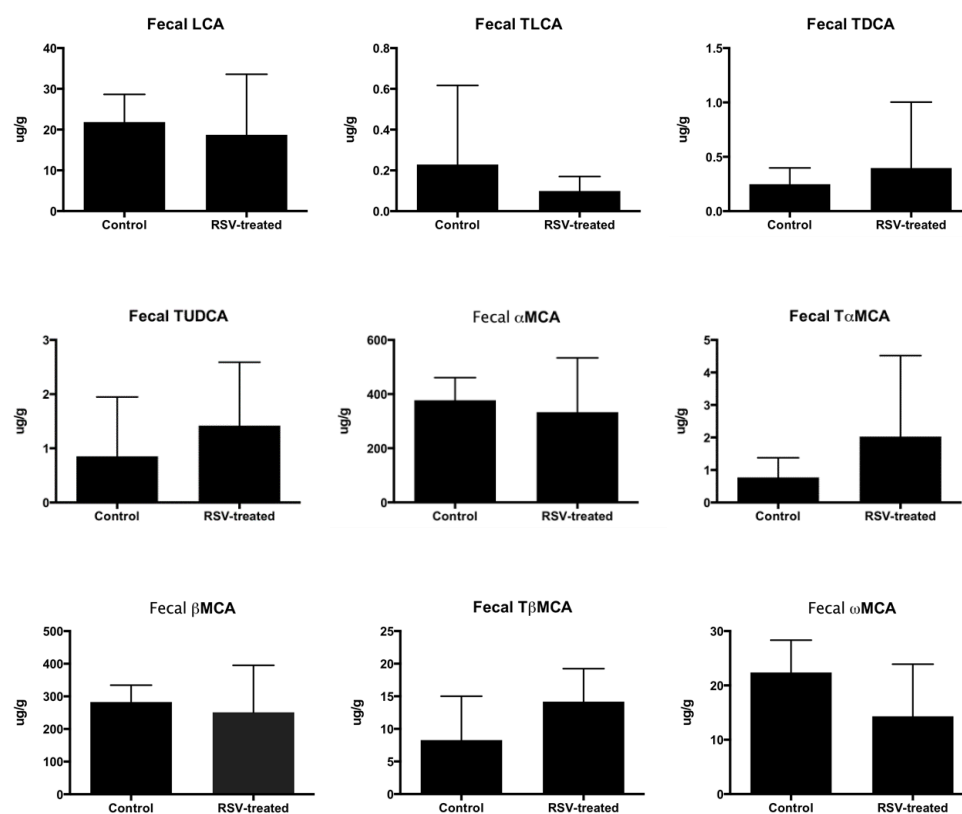 Fecal LCA
40
30
20
10
0
ug/g
Control RSV-treated
Fecal TLCA
0.8
0.6
0.4
0.2
0.0
ug/g
Control RSV-treated
Fecal TDCA
1.5
1.0
0.5
0.0
ug/g
Control RSV-treated
Fecal TUDCA
3
2
1
0
ug/g
Control RSV-treated
Fecal αMCA
600
400
200
0
ug/g
Control RSV-treated
Fecal TαMCA
5
4
3
2
1
0
ug/g
Control RSV-treated
Fecal βMCA
500
400
300
200
100
0
ug/g
Control RSV-treated
Fecal TβMCA
25
20
15
10
5
0
ug/g
Control RSV-treated
Fecal ωMCA
30
20
10
0
ug/g
Control RSV-treated